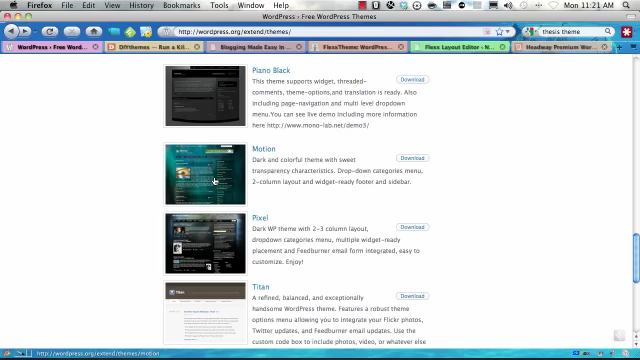 Firefox File Edit View History Bookmarks Tools Window Help Mon 11:21 AM
WordPress › Free WordPress Themes
http://wordpress.org/extend/themes/
thesis theme
WordPress › Free Word... DIYthemes — Run a Kil... Blogging Made Easy in... FlexxTheme: WordPres... Flexx Layout Editor ‹ N... Headway Premium Wor...
Piano Black
Download
This theme supports widget, threaded-
comments, theme-options,and translation is ready. Also
including page-navigation and multi level dropdown
menu.You can see live demo including more information
here http://www.mono-lab.net/demo3/
Motion
Download
Dark and colorful theme with sweet
transparency characteristics. Drop-down categories menu,
2-column layout and widget-ready footer and sidebar.
Pixel
Download
Dark WP theme with 2-3 column layout,
dropdown categories menu, multiple widget-ready
placement and Feedburner email form integrated, easy to
customize. Enjoy!
Titan
Download
A refined, balanced, and exceptionally
handsome WordPress theme. Features a robust theme
options menu allowing you to integrate your Flickr photos,
Twitter updates, and Feedburner email updates. Use the
custom code box to include photos, video, or whatever else
http://wordpress.org/extend/themes/motion